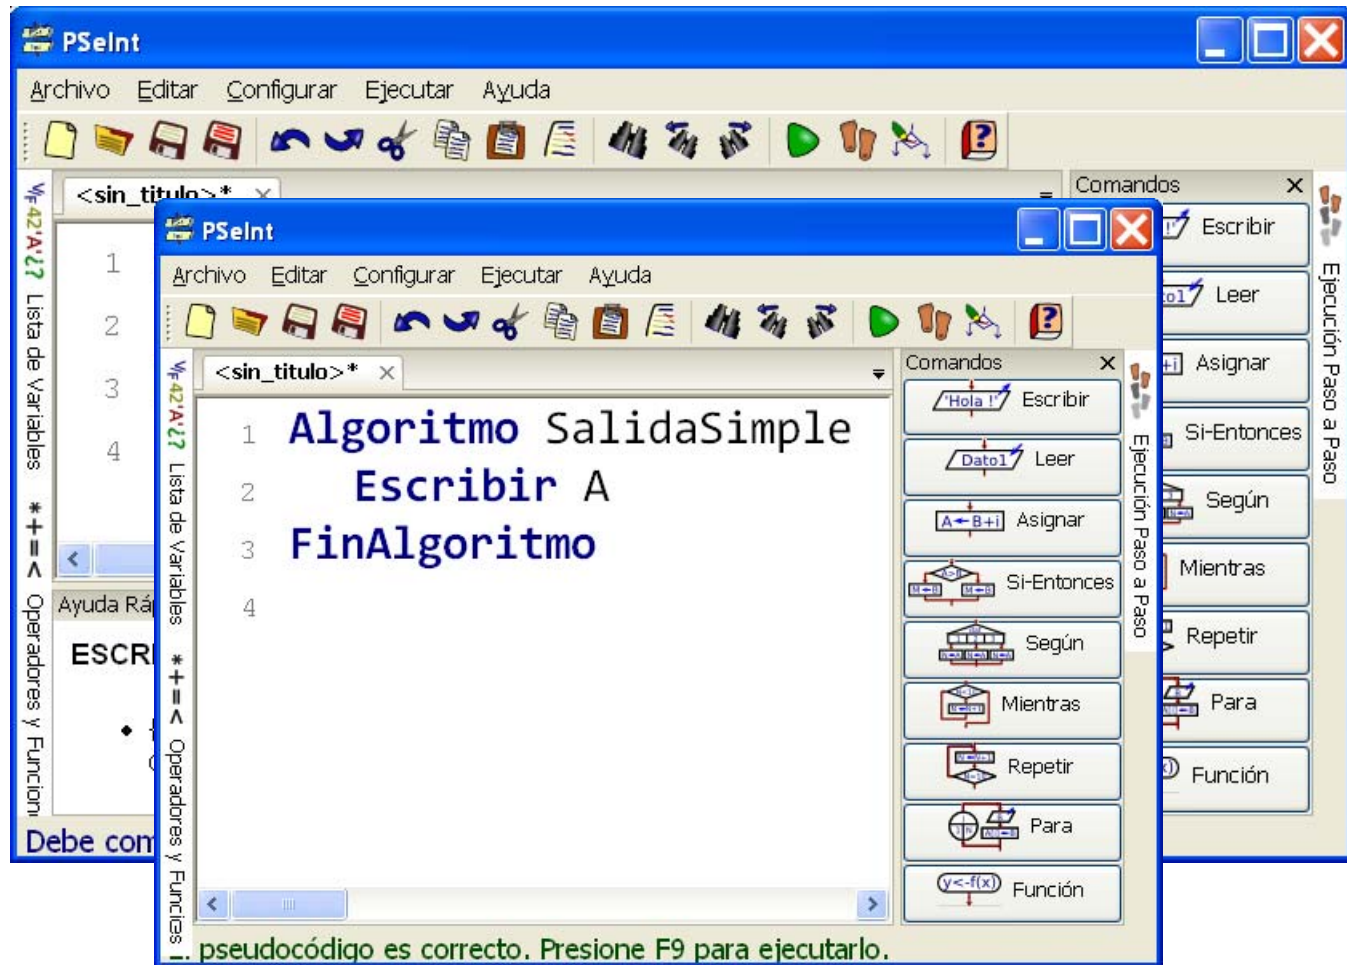 PSeInt
Archivo Editar Configurar Ejecutar Ayuda
<sin_titulo>*
1
2
3
4
Lista de Variables
*+=< Operadores y
Ayuda
ESCR
Debe com
Comandos
Escribir
Leer
Asignar
Si-Entonces
Según
Mientras
Repetir
Para
Función
Ejecución Paso a Paso
PSeInt
Archivo Editar Configurar Ejecutar Ayuda
<sin_titulo>*
1 Algoritmo SalidaSimple
2 Escribir A
3 FinAlgoritmo
4
Lista de Variables
*+=< Operadores y
Comandos
'Hola !' Escribir
Dato1 Leer
A←B+i Asignar
Si-Entonces
Según
Mientras
Repetir
Para
y<-f(x) Función
Ejecución Paso a Paso
pseudocódigo es correcto. Presione F9 para ejecutarlo.